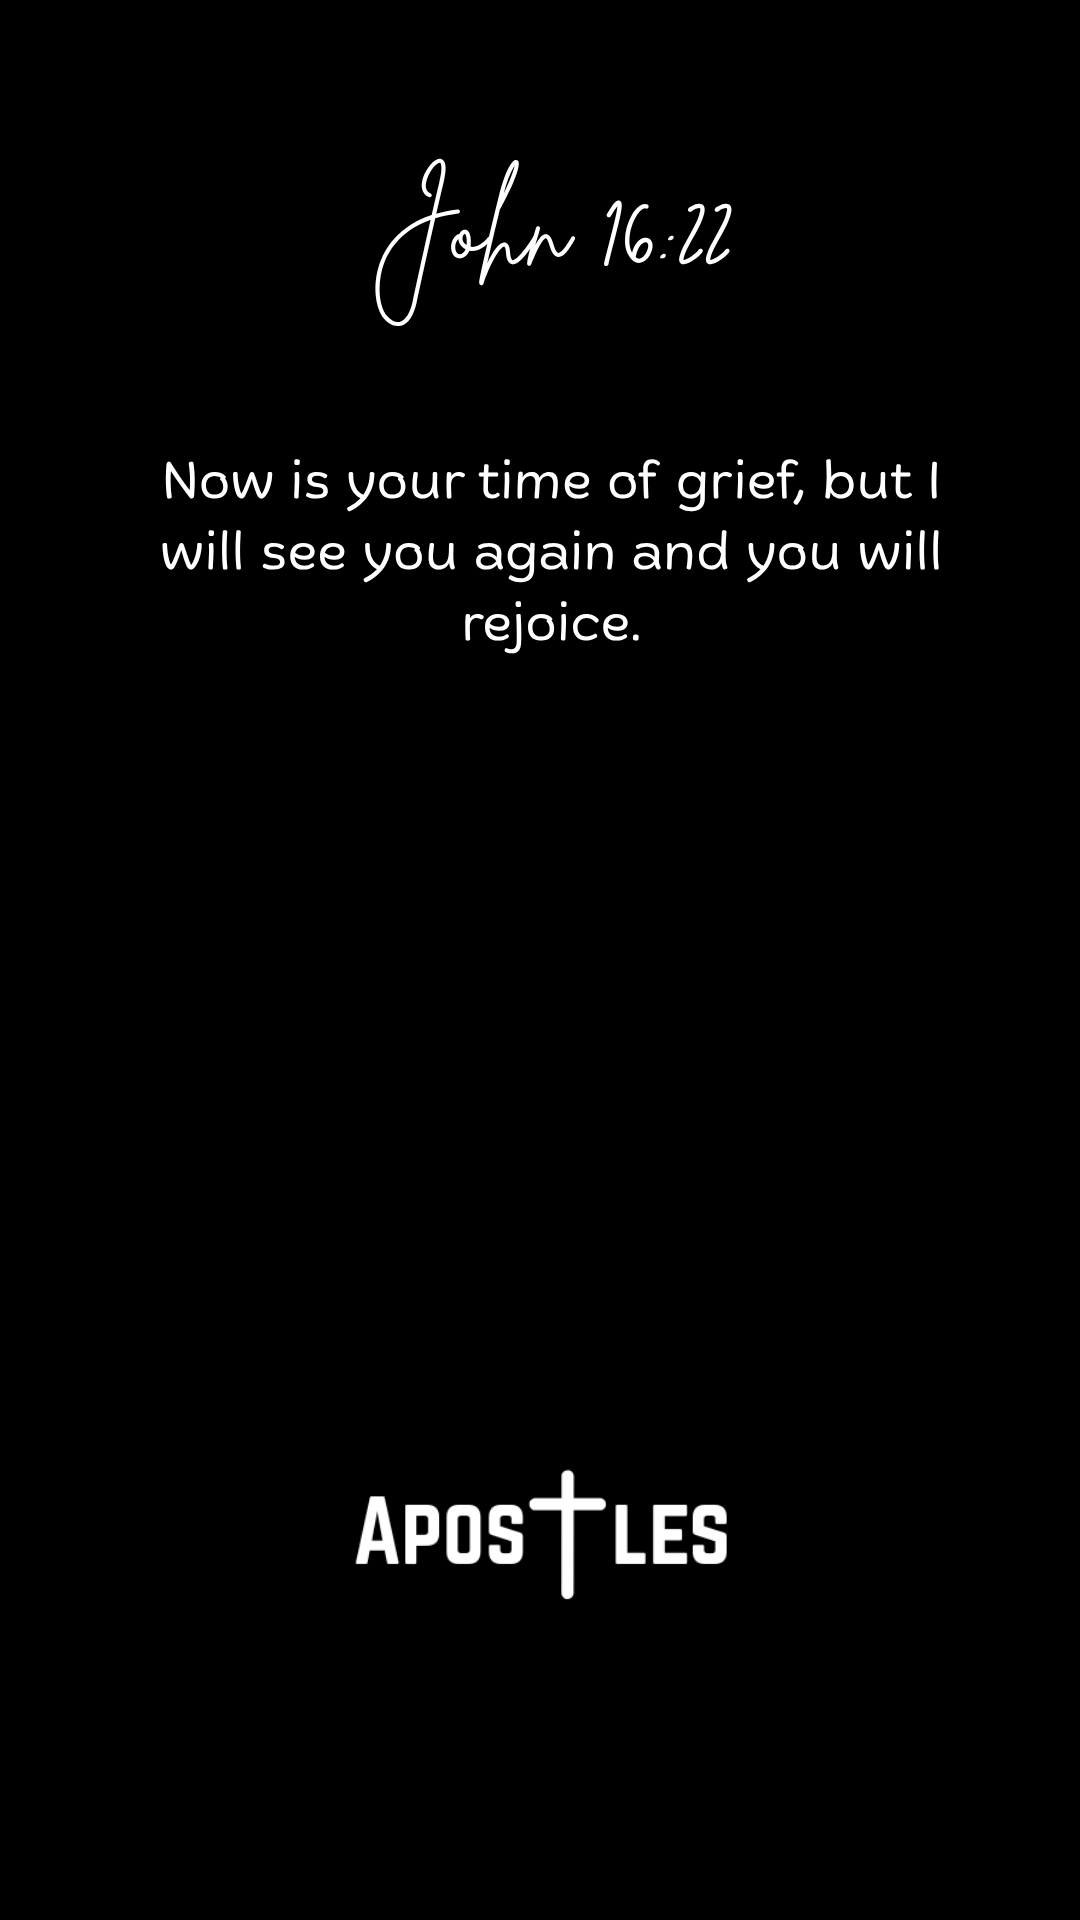 John 16:22
Now is your time of grief, but I
will see you again and you will
rejoice.
APOSTLES